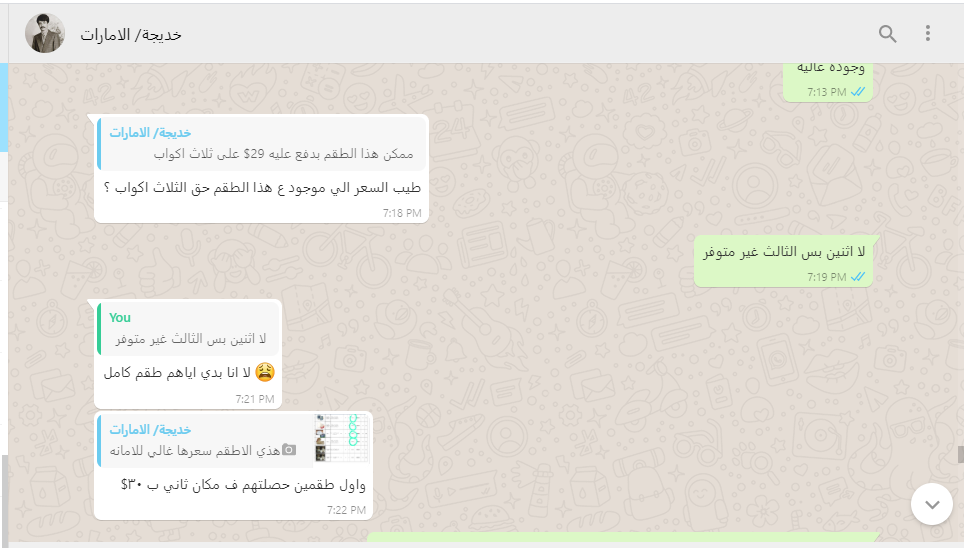 خديجة/ الامارات
وجوده عاليه
7:13 PM
خديجة/ الامارات
ممكن هذا الطقم بدفع عليه 29$ على ثلاث اكواب
طيب السعر الي موجود ع هذا الطقم حق الثلاث اكواب ؟
7:18 PM
لا اثنين بس الثالث غير متوفر
7:19 PM
You
لا اثنين بس الثالث غير متوفر
لا انا بدي اياهم طقم كامل 😩
7:21 PM
خديجة/ الامارات
هذي الاطقم سعرها غالي للامانه
واول طقمين حصلتهم ف مكان ثاني ب ٣٠$
7:22 PM